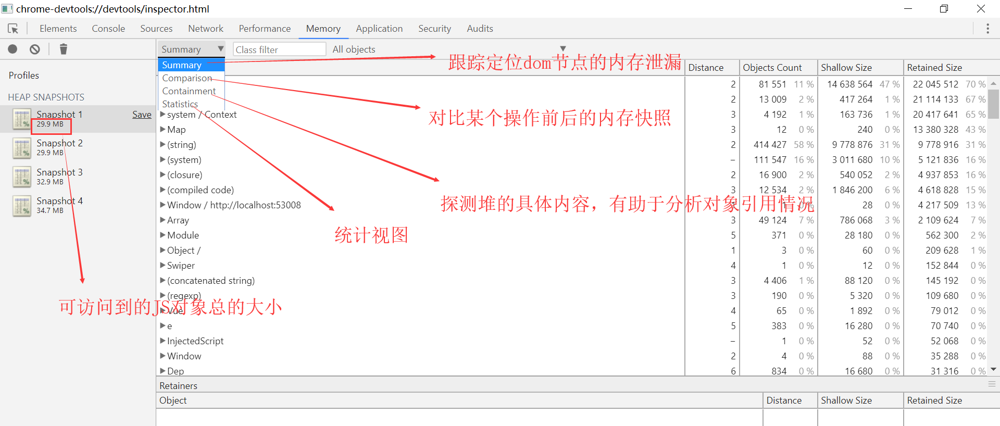 chrome-devtools://devtools/inspector.html
Elements Console Sources Network Performance Memory Application Security Audits
Summary Class filter All objects
Summary
Comparison
Containment
Statistics
跟踪定位dom节点的内存泄漏
对比某个操作前后的内存快照
探测堆的具体内容，有助于分析对象引用情况
统计视图
可访问到的JS对象总的大小
Profiles
HEAP SNAPSHOTS
Snapshot 1 Save
29.9 MB
Snapshot 2
29.9 MB
Snapshot 3
32.9 MB
Snapshot 4
34.7 MB
Distance Objects Count Shallow Size Retained Size
2 81 551 11 % 14 638 564 47 % 22 045 512 70 %
2 13 009 2 % 417 264 1 % 21 114 133 67 %
system / Context 3 4 192 1 % 163 736 1 % 20 417 641 65 %
Map 3 12 0 % 240 0 % 13 380 328 43 %
(string) 2 414 427 58 % 9 778 876 31 % 9 778 916 31 %
(system) – 111 547 16 % 3 011 680 10 % 5 121 836 16 %
(closure) 2 16 900 2 % 540 052 2 % 4 937 853 16 %
(compiled code) 3 12 534 2 % 1 846 200 6 % 4 618 828 15 %
Window / http://localhost:53008 1 0 % 28 0 % 4 217 509 13 %
Array 3 49 124 7 % 786 068 3 % 2 109 624 7 %
Module 5 371 0 % 28 180 0 % 562 300 2 %
Object / 1 3 0 % 60 0 % 209 628 1 %
Swiper 4 1 0 % 12 0 % 152 844 0 %
(concatenated string) 3 4 406 1 % 88 120 0 % 145 192 0 %
(regexp) 3 190 0 % 5 320 0 % 109 680 0 %
Vue 4 65 0 % 1 892 0 % 79 012 0 %
e 5 383 0 % 16 280 0 % 70 740 0 %
InjectedScript – 1 0 % 52 0 % 52 068 0 %
Window 2 4 0 % 88 0 % 35 288 0 %
Dep 6 834 0 % 16 680 0 % 31 316 0 %
Retainers
Object Distance Shallow Size Retained Size